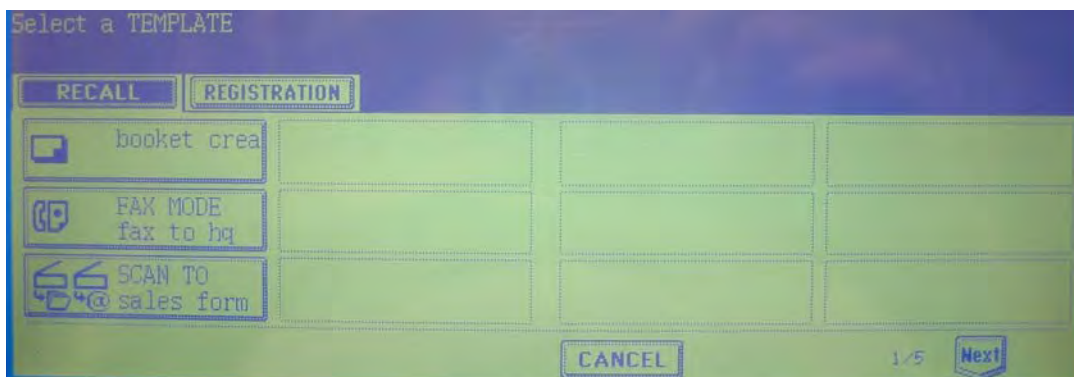 Select a TEMPLATE
RECALL REGISTRATION
booket crea
FAX MODE
fax to hq
SCAN TO
sales form
CANCEL 1/5 Next